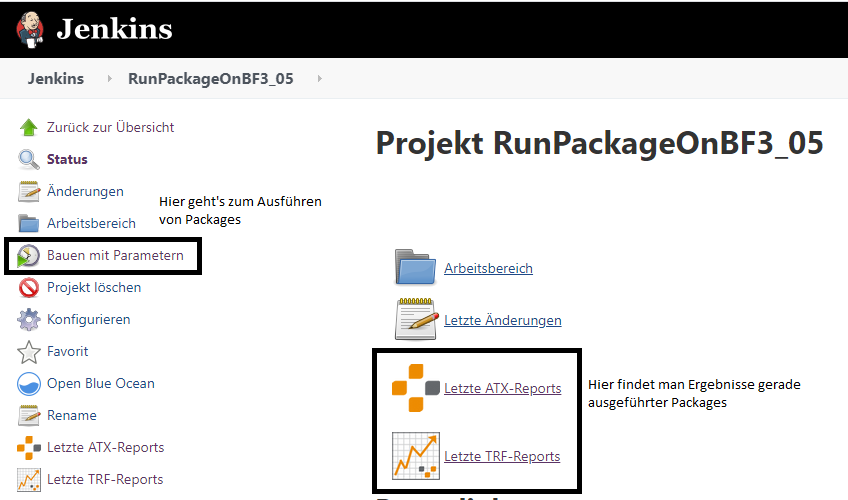 Jenkins
Jenkins RunPackageOnBF3_05
Zurück zur Übersicht
Status
Änderungen
Arbeitsbereich
Bauen mit Parametern
Projekt löschen
Konfigurieren
Favorit
Open Blue Ocean
Rename
Letzte ATX-Reports
Letzte TRF-Reports
Hier geht's zum Ausführen
von Packages
Projekt RunPackageOnBF3_05
Arbeitsbereich
Letzte Änderungen
Letzte ATX-Reports
Letzte TRF-Reports
Hier findet man Ergebnisse gerade
ausgeführter Packages